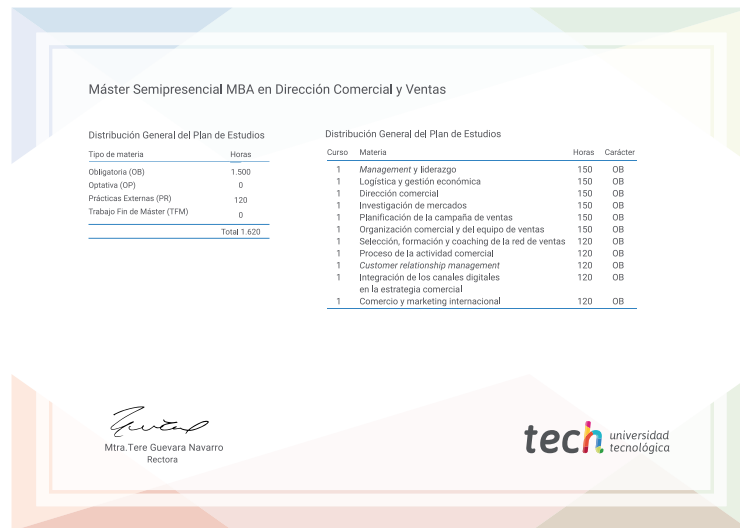 Máster Semipresencial MBA en Dirección Comercial y Ventas
Distribución General del Plan de Estudios
Tipo de materia Horas
Obligatoria (OB) 1.500
Optativa (OP) 0
Prácticas Externas (PR) 120
Trabajo Fin de Máster (TFM) 0
Total 1.620
Distribución General del Plan de Estudios
Curso Materia Horas Carácter
1 Management y liderazgo 150 OB
1 Logística y gestión económica 150 OB
1 Dirección comercial 150 OB
1 Investigación de mercados 150 OB
1 Planificación de la campaña de ventas 150 OB
1 Organización comercial y del equipo de ventas 150 OB
1 Selección, formación y coaching de la red de ventas 120 OB
1 Proceso de la actividad comercial 120 OB
1 Customer relationship management 120 OB
1 Integración de los canales digitales 120 OB
en la estrategia comercial
1 Comercio y marketing internacional 120 OB
Mtra.Tere Guevara Navarro
Rectora
tech universidad
tecnológica